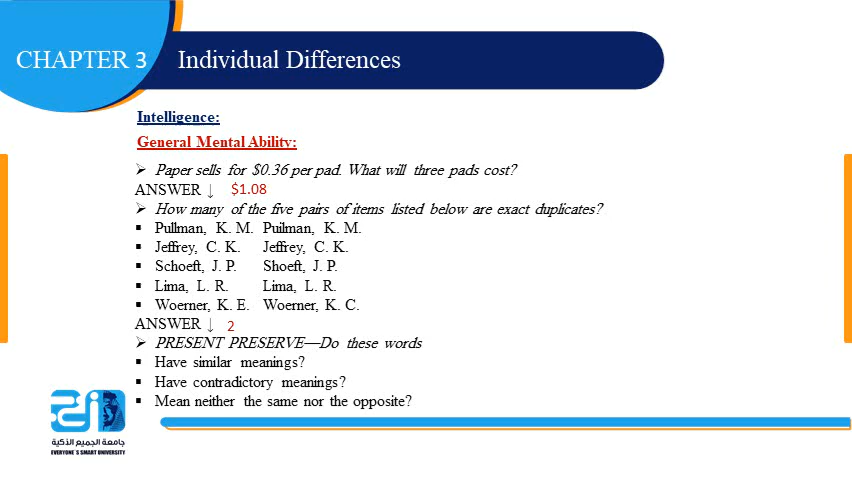 CHAPTER 3 Individual Differences
Intelligence:
General Mental Ability:
➢ Paper sells for $0.36 per pad. What will three pads cost?
ANSWER ↓ $1.08
➢ How many of the five pairs of items listed below are exact duplicates?
▪ Pullman, K. M. Puilman, K. M.
▪ Jeffrey, C. K. Jeffrey, C. K.
▪ Schoeft, J. P. Shoeft, J. P.
▪ Lima, L. R. Lima, L. R.
▪ Woerner, K. E. Woerner, K. C.
ANSWER ↓ 2
➢ PRESENT PRESERVE—Do these words
▪ Have similar meanings?
▪ Have contradictory meanings?
▪ Mean neither the same nor the opposite?
جامعة الجميع الذكية
EVERYONE'S SMART UNIVERSITY